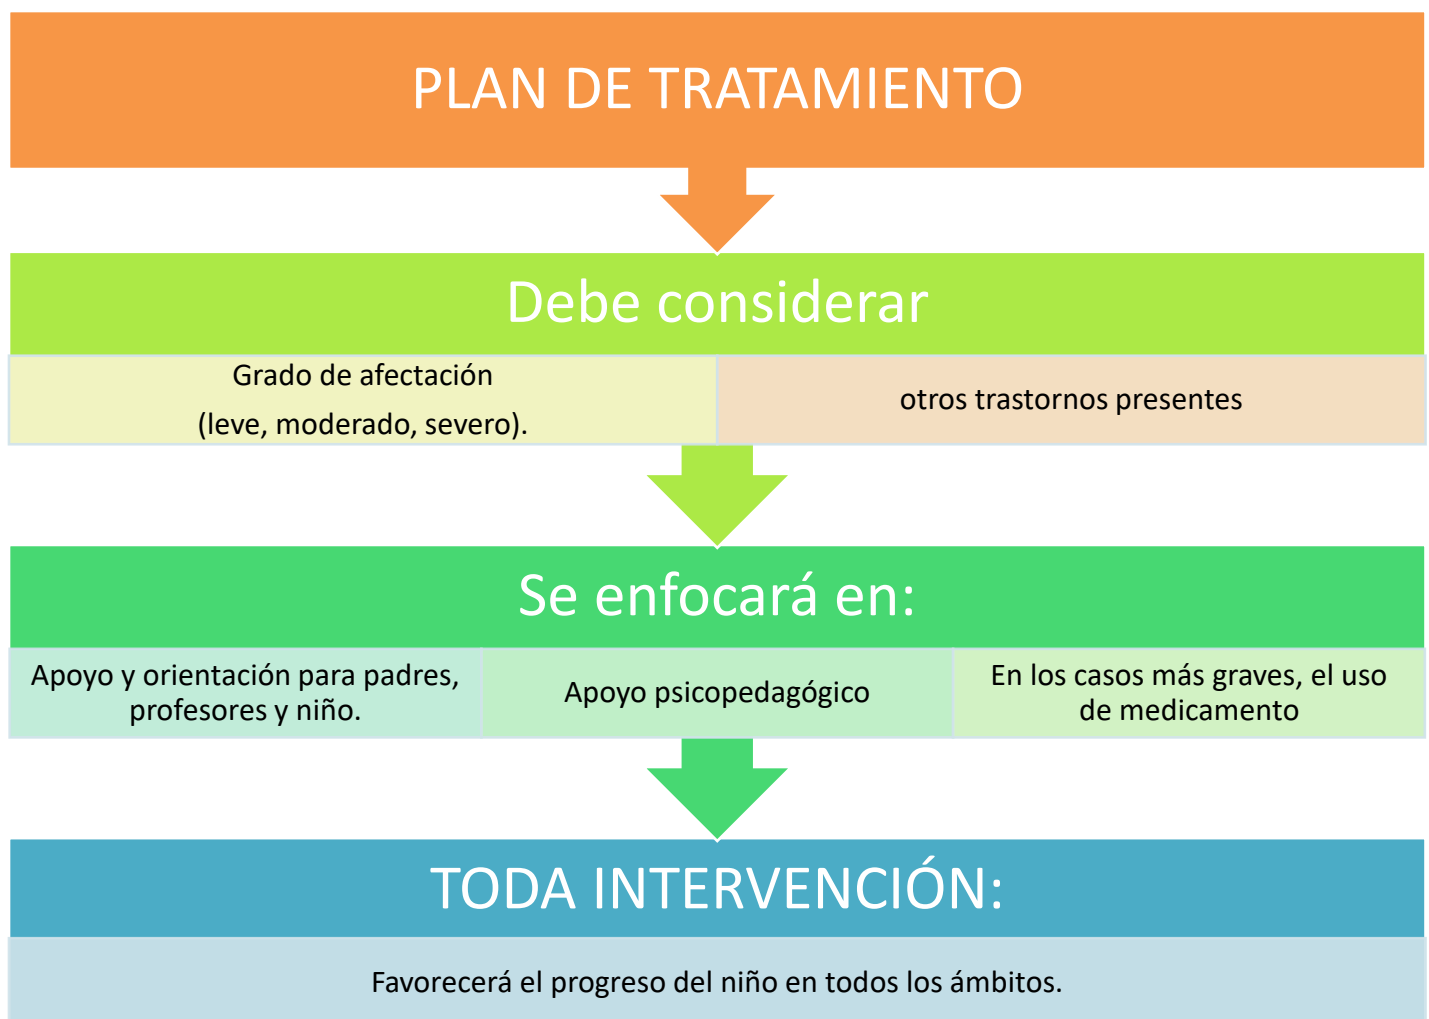 PLAN DE TRATAMIENTO
Debe considerar
Grado de afectación
(leve, moderado, severo).
otros trastornos presentes
Se enfocará en:
Apoyo y orientación para padres,
profesores y niño.
Apoyo psicopedagógico
En los casos más graves, el uso
de medicamento
TODA INTERVENCIÓN:
Favorecerá el progreso del niño en todos los ámbitos.